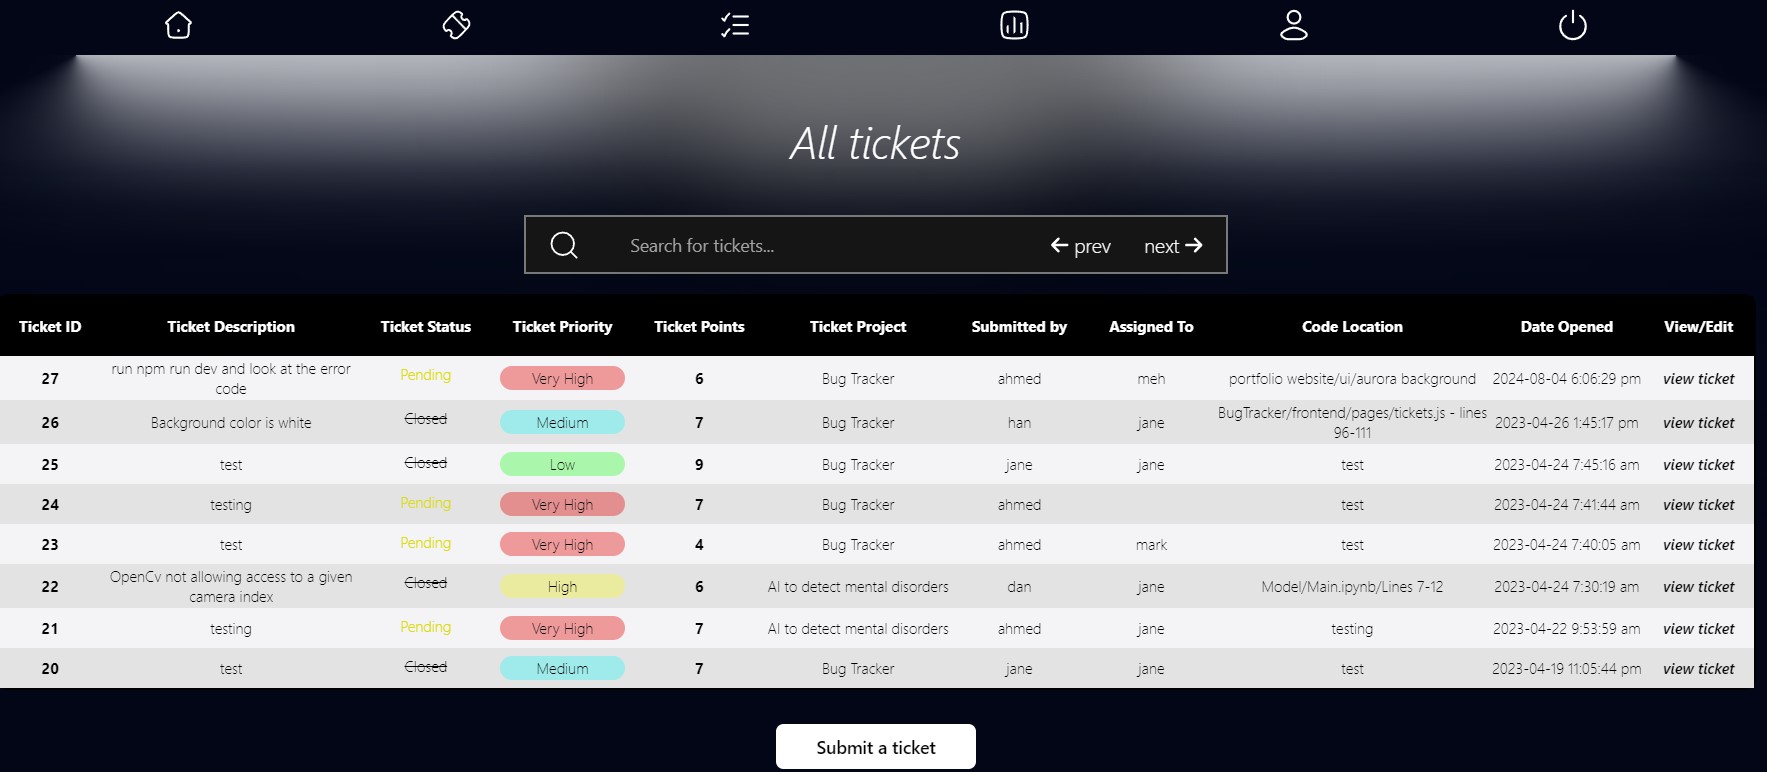 All tickets
Search for tickets... prev next
Ticket ID Ticket Description Ticket Status Ticket Priority Ticket Points Ticket Project Submitted by Assigned To Code Location Date Opened View/Edit
27 run npm run dev and look at the error code Pending Very High 6 Bug Tracker ahmed meh portfolio website/ui/aurora background 2024-08-04 6:06:29 pm view ticket
26 Background color is white Closed Medium 7 Bug Tracker han jane BugTracker/frontend/pages/tickets.js - lines 96-111 2023-04-26 1:45:17 pm view ticket
25 test Closed Low 9 Bug Tracker jane jane test 2023-04-24 7:45:16 am view ticket
24 testing Pending Very High 7 Bug Tracker ahmed test 2023-04-24 7:41:44 am view ticket
23 test Pending Very High 4 Bug Tracker ahmed mark test 2023-04-24 7:40:05 am view ticket
22 OpenCv not allowing access to a given camera index Closed High 6 AI to detect mental disorders dan jane Model/Main.ipynb/Lines 7-12 2023-04-24 7:30:19 am view ticket
21 testing Pending Very High 7 AI to detect mental disorders ahmed jane testing 2023-04-22 9:53:59 am view ticket
20 test Closed Medium 7 Bug Tracker jane jane test 2023-04-19 11:05:44 pm view ticket
Submit a ticket